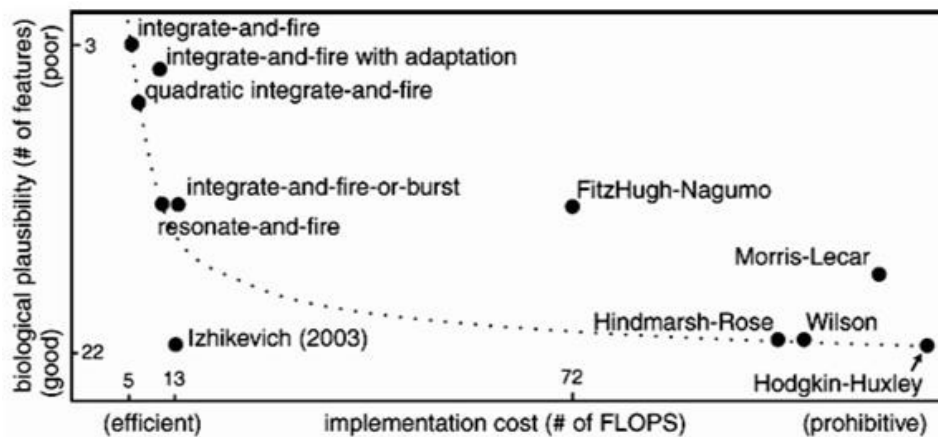 integrate-and-fire
3
integrate-and-fire with adaptation
quadratic integrate-and-fire
integrate-and-fire-or-burst
FitzHugh-Nagumo
resonate-and-fire
Morris-Lecar
Izhikevich (2003)
Hindmarsh-Rose
Wilson
22
Hodgkin-Huxley
5
13
72
(efficient)
implementation cost (# of FLOPS)
(prohibitive)
biological plausibility (# of features)
(good)
(poor)